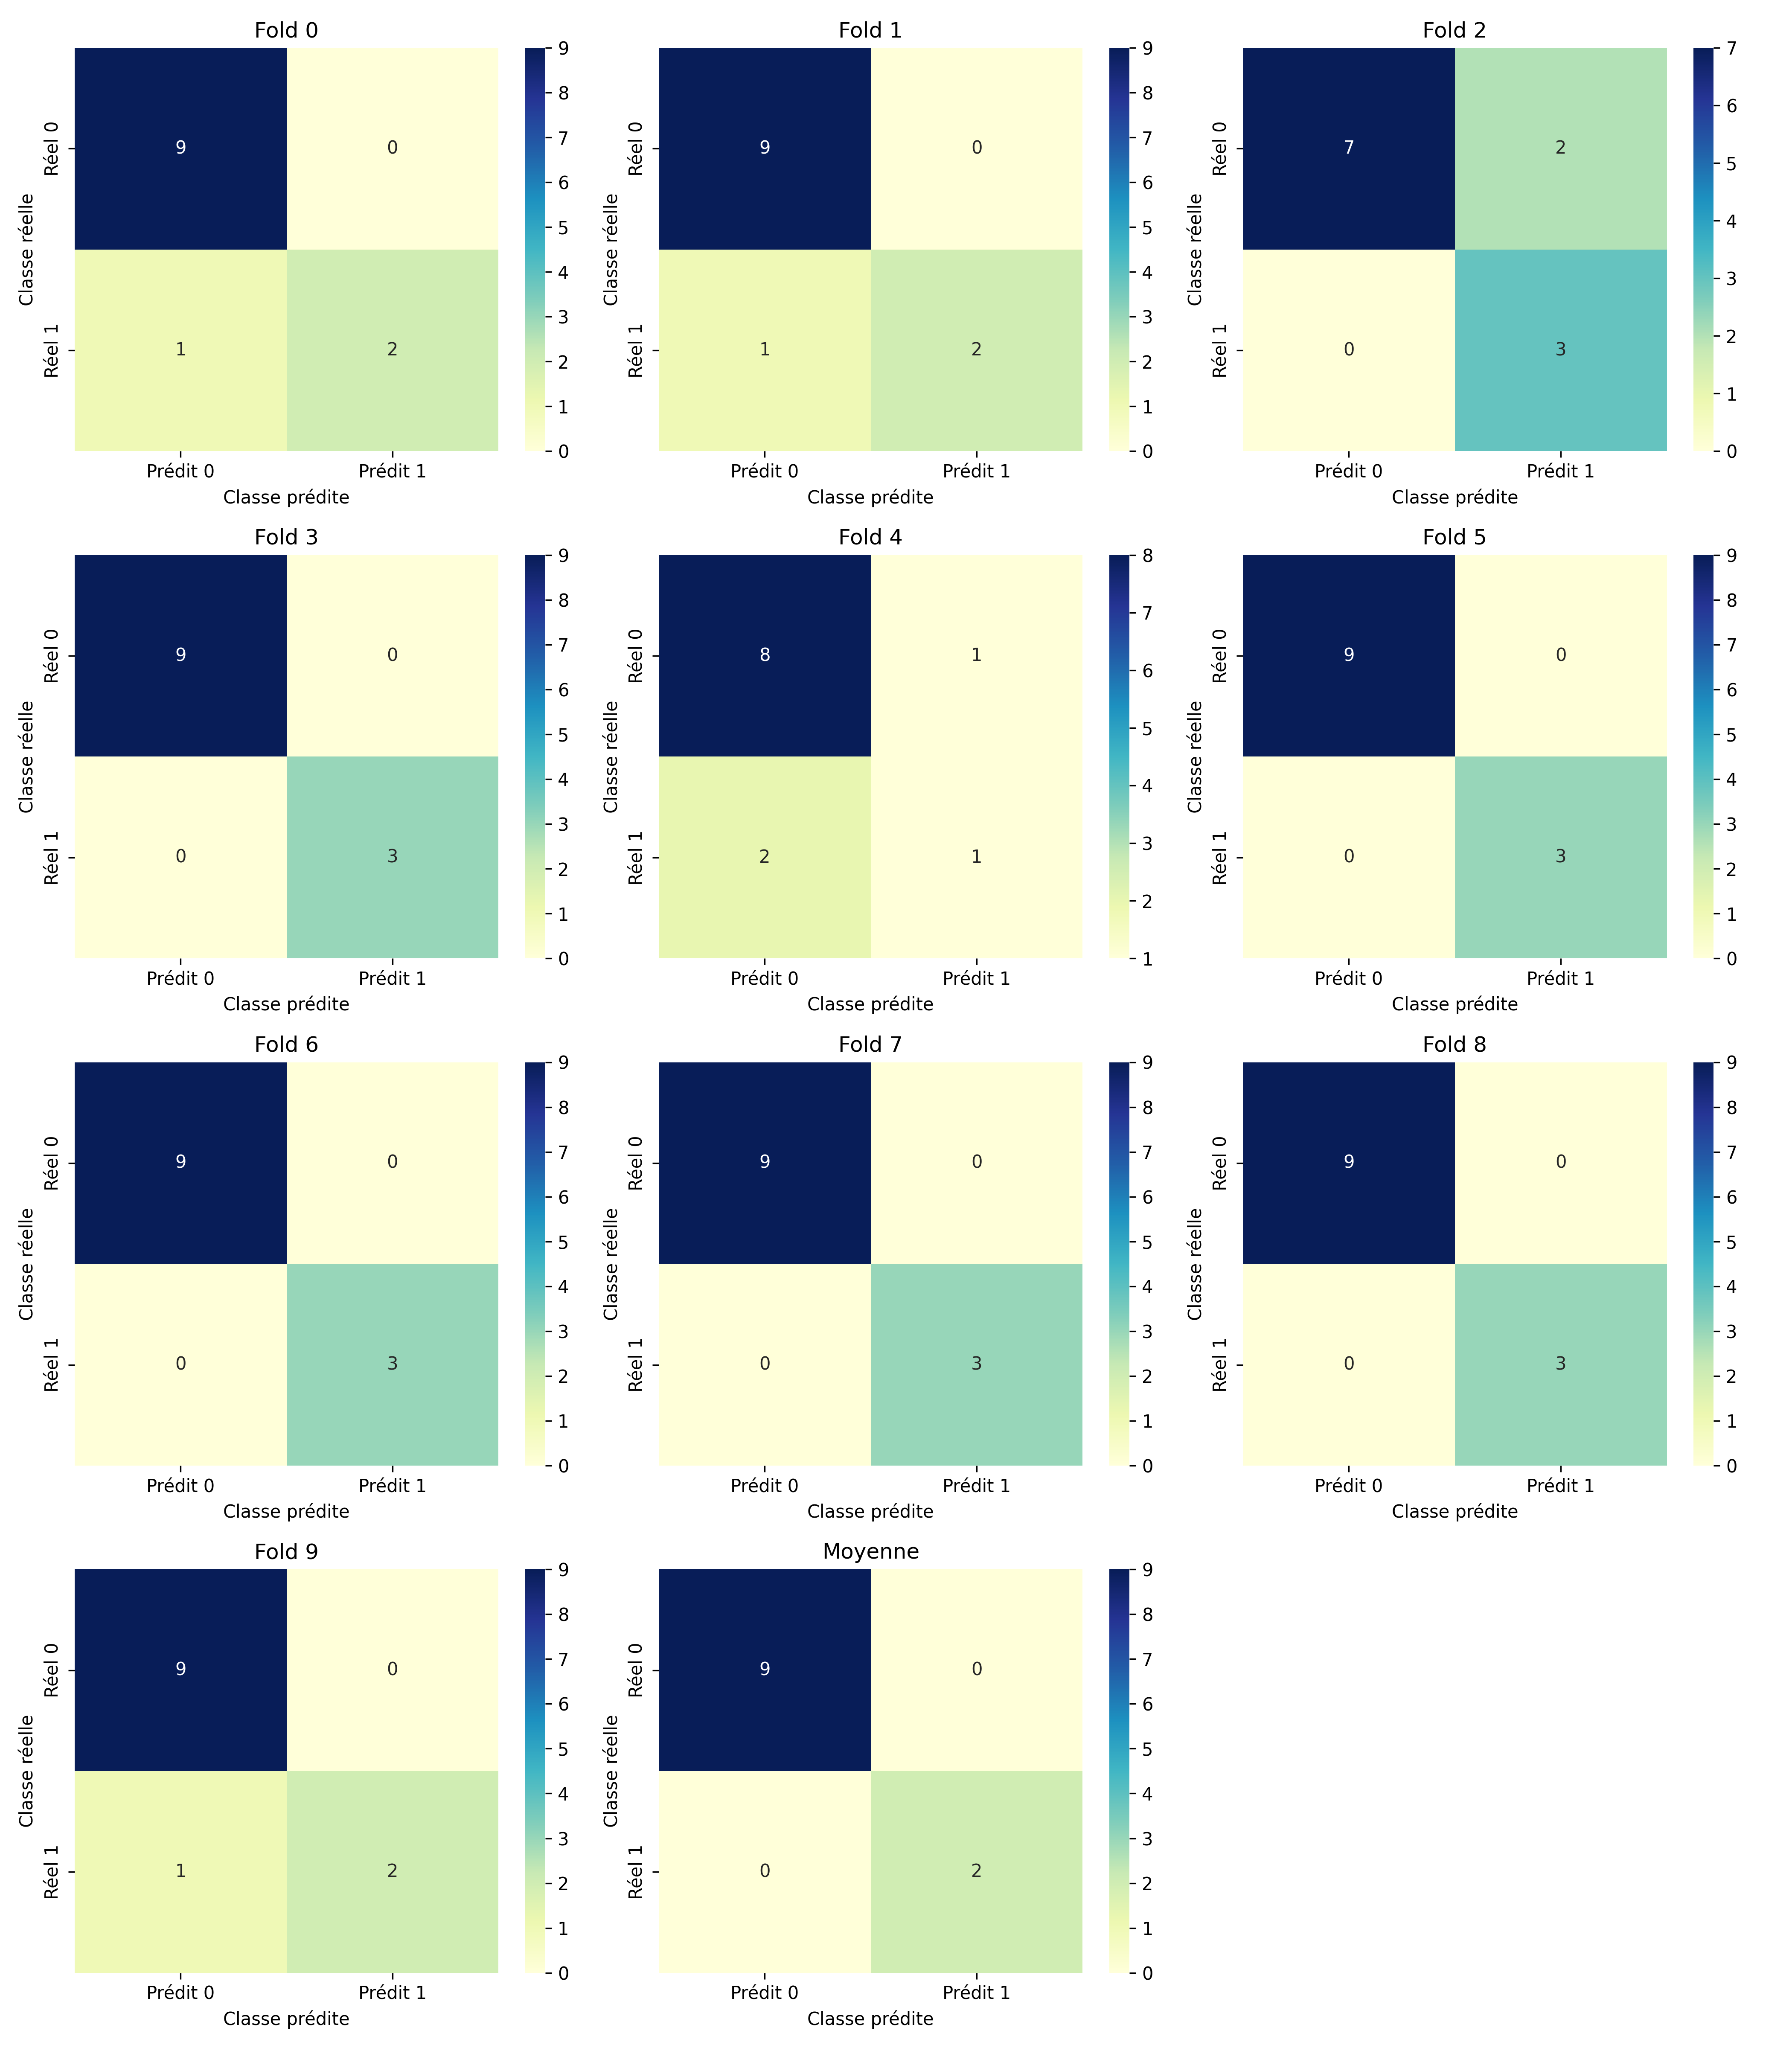 Fold 0
9 0
1 2
Réel 0
Réel 1
Classe réelle
Prédit 0 Prédit 1
Classe prédite
9
8
7
6
5
4
3
2
1
0
Fold 1
9 0
1 2
Réel 0
Réel 1
Classe réelle
Prédit 0 Prédit 1
Classe prédite
9
8
7
6
5
4
3
2
1
0
Fold 2
7 2
0 3
Réel 0
Réel 1
Classe réelle
Prédit 0 Prédit 1
Classe prédite
7
6
5
4
3
2
1
0
Fold 3
9 0
0 3
Réel 0
Réel 1
Classe réelle
Prédit 0 Prédit 1
Classe prédite
9
8
7
6
5
4
3
2
1
0
Fold 4
8 1
2 1
Réel 0
Réel 1
Classe réelle
Prédit 0 Prédit 1
Classe prédite
8
7
6
5
4
3
2
1
Fold 5
9 0
0 3
Réel 0
Réel 1
Classe réelle
Prédit 0 Prédit 1
Classe prédite
9
8
7
6
5
4
3
2
1
0
Fold 6
9 0
0 3
Réel 0
Réel 1
Classe réelle
Prédit 0 Prédit 1
Classe prédite
9
8
7
6
5
4
3
2
1
0
Fold 7
9 0
0 3
Réel 0
Réel 1
Classe réelle
Prédit 0 Prédit 1
Classe prédite
9
8
7
6
5
4
3
2
1
0
Fold 8
9 0
0 3
Réel 0
Réel 1
Classe réelle
Prédit 0 Prédit 1
Classe prédite
9
8
7
6
5
4
3
2
1
0
Fold 9
9 0
1 2
Réel 0
Réel 1
Classe réelle
Prédit 0 Prédit 1
Classe prédite
9
8
7
6
5
4
3
2
1
0
Moyenne
9 0
0 2
Réel 0
Réel 1
Classe réelle
Prédit 0 Prédit 1
Classe prédite
9
8
7
6
5
4
3
2
1
0